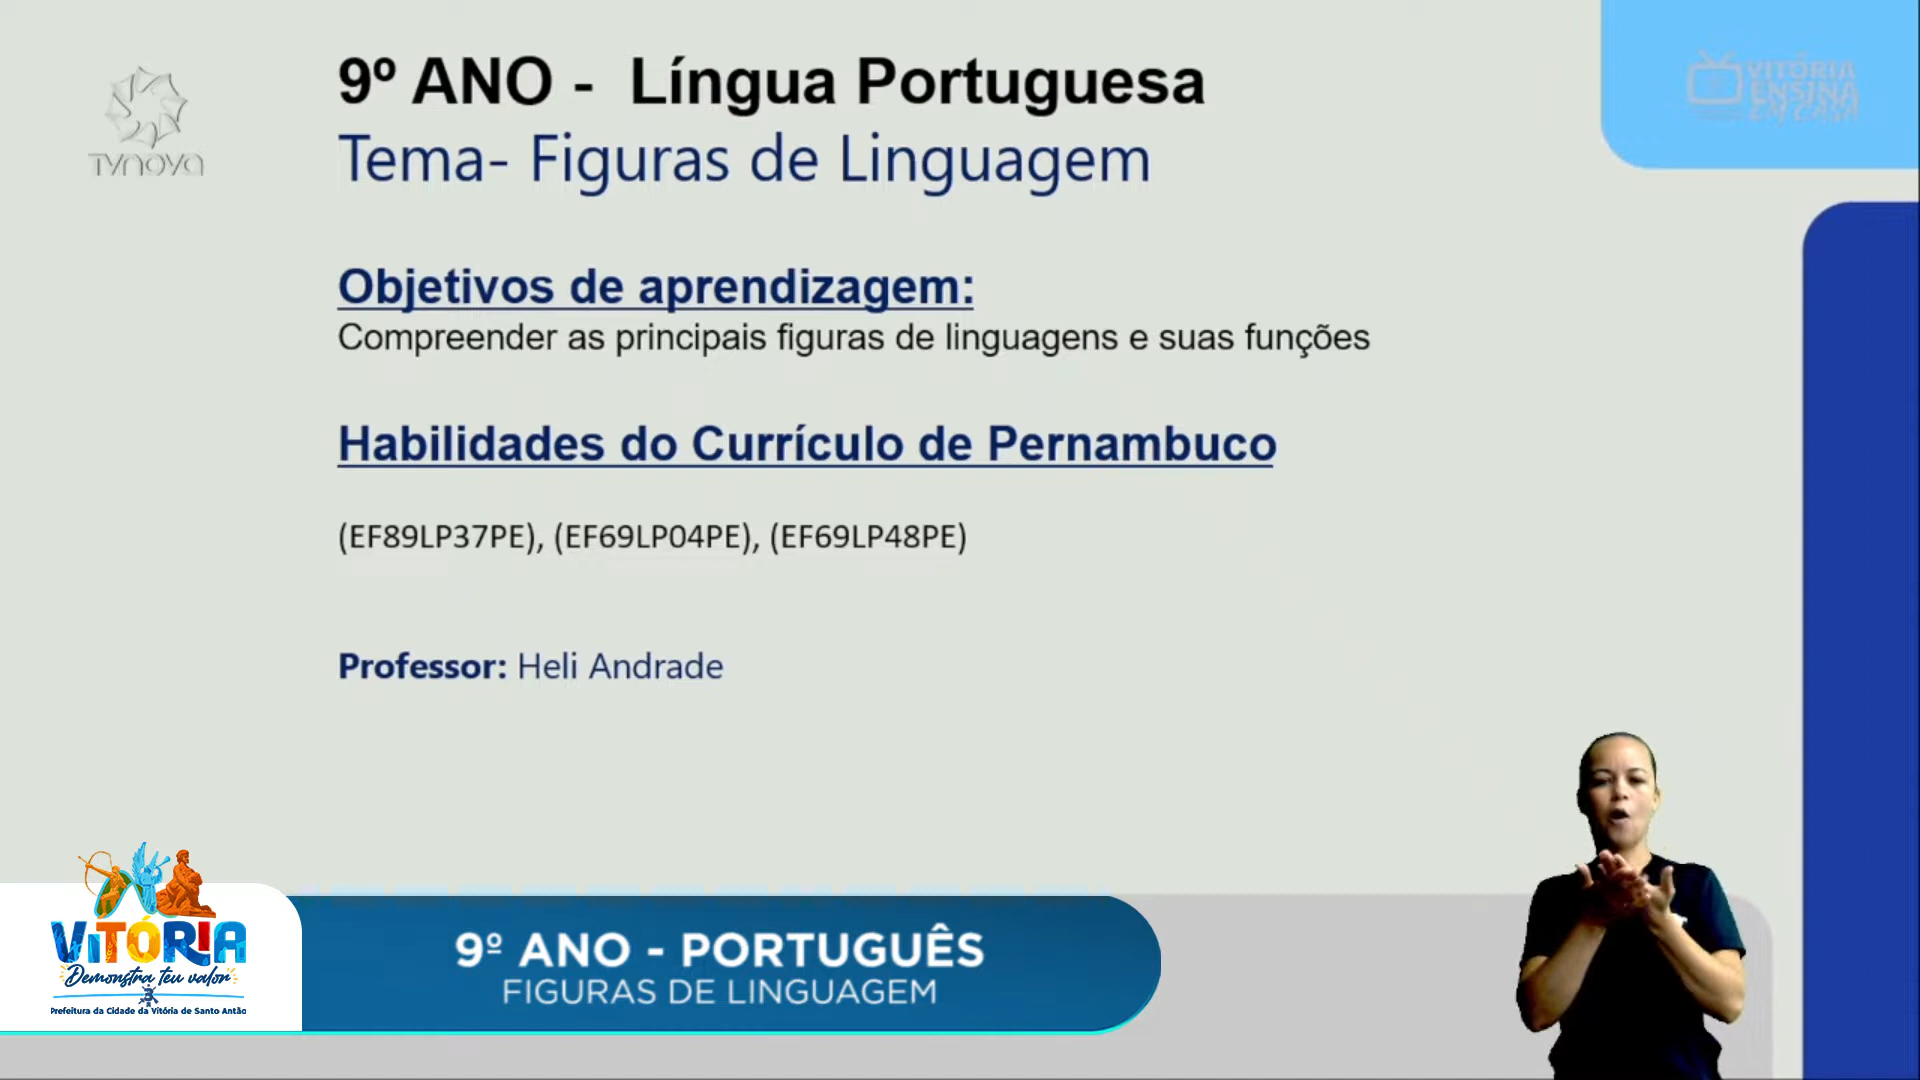 9º ANO - Língua Portuguesa
Tema- Figuras de Linguagem
TVNOVA
VITÓRIA
ENSINA
EM CASA
Objetivos de aprendizagem:
Compreender as principais figuras de linguagens e suas funções
Habilidades do Currículo de Pernambuco
(EF89LP37PE), (EF69LP04PE), (EF69LP48PE)
Professor: Heli Andrade
VITÓRIA
Demonstra teu valor
Prefeitura da Cidade da Vitória de Santo Antão
9º ANO - PORTUGUÊS
FIGURAS DE LINGUAGEM